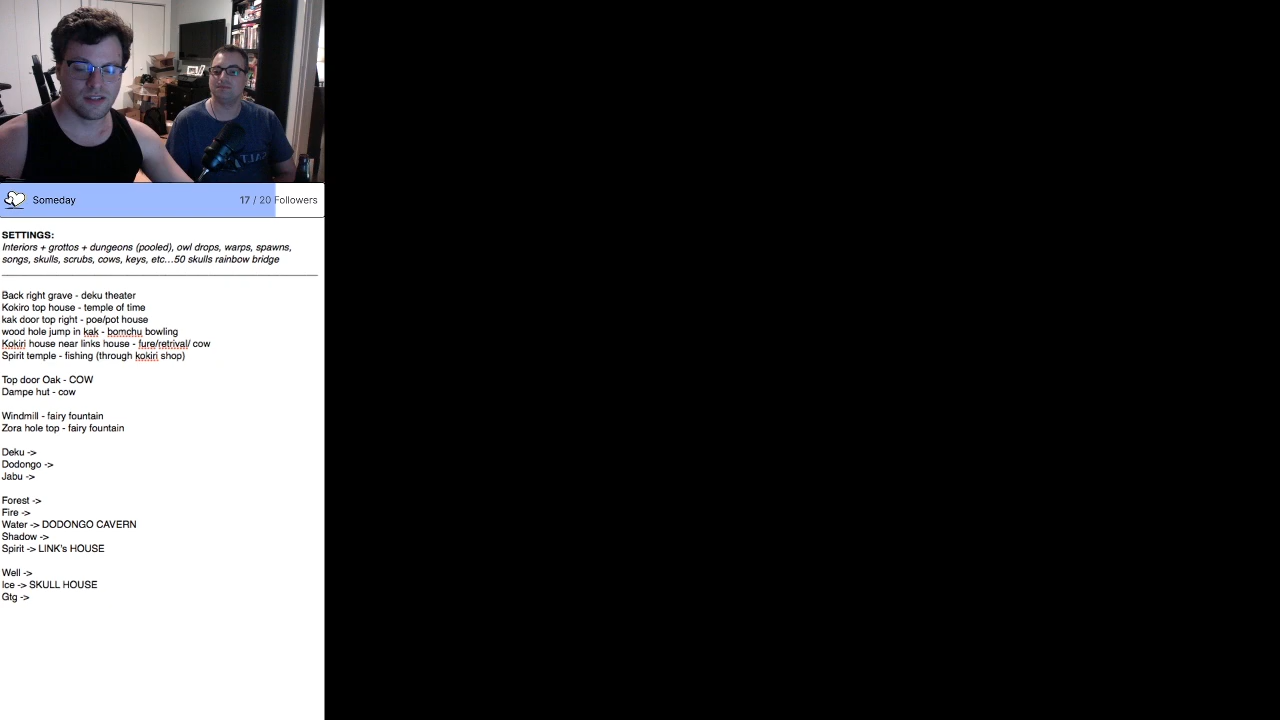 Someday 17 / 20 Followers
SETTINGS:
Interiors + grottos + dungeons (pooled), owl drops, warps, spawns,
songs, skulls, scrubs, cows, keys, etc...50 skulls rainbow bridge
Back right grave - deku theater
Kokiro top house - temple of time
kak door top right - poe/pot house
wood hole jump in kak - bomchu bowling
Kokiri house near links house - fure/retrival/ cow
Spirit temple - fishing (through kokiri shop)
Top door Oak - COW
Dampe hut - cow
Windmill - fairy fountain
Zora hole top - fairy fountain
Deku ->
Dodongo ->
Jabu ->
Forest ->
Fire ->
Water -> DODONGO CAVERN
Shadow ->
Spirit -> LINK's HOUSE
Well ->
Ice -> SKULL HOUSE
Gtg ->